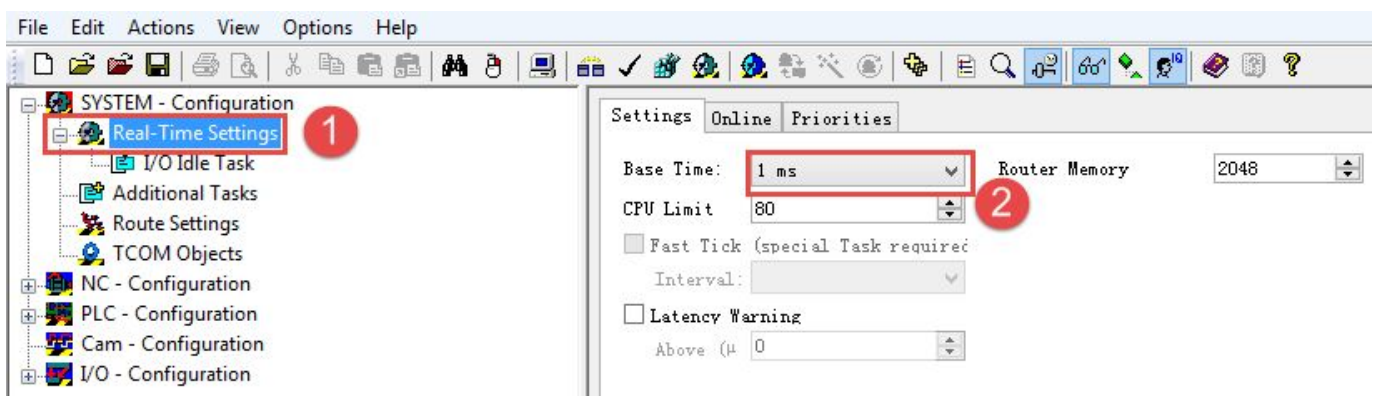 File Edit Actions View Options Help
SYSTEM - Configuration
Real-Time Settings
1
I/O Idle Task
Additional Tasks
Route Settings
TCOM Objects
NC - Configuration
PLC - Configuration
Cam - Configuration
I/O - Configuration
Settings Online Priorities
Base Time: 1 ms Router Memory 2048
2
CPU Limit 80
Fast Tick (special Task required
Interval:
Latency Warning
Above (μ 0